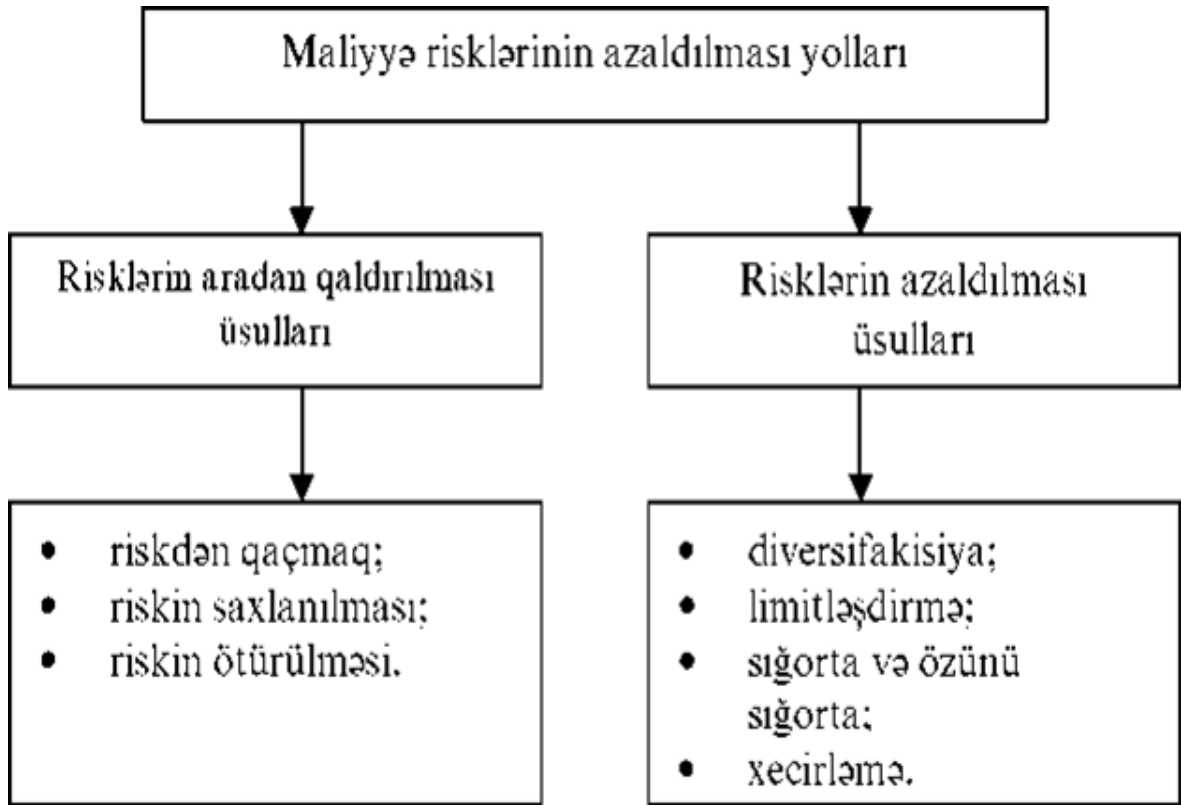 Maliyyə risklərinin azaldılması yolları
Risklərin aradan qaldırılması
üsulları
Risklərin azaldılması
üsulları
• riskdən qaçmaq;
• riskin saxlanılması;
• riskin ötürülməsi.
• diversifakisiya;
• limitləşdirmə;
• sığorta və özünü
sığorta;
• xecirləmə.